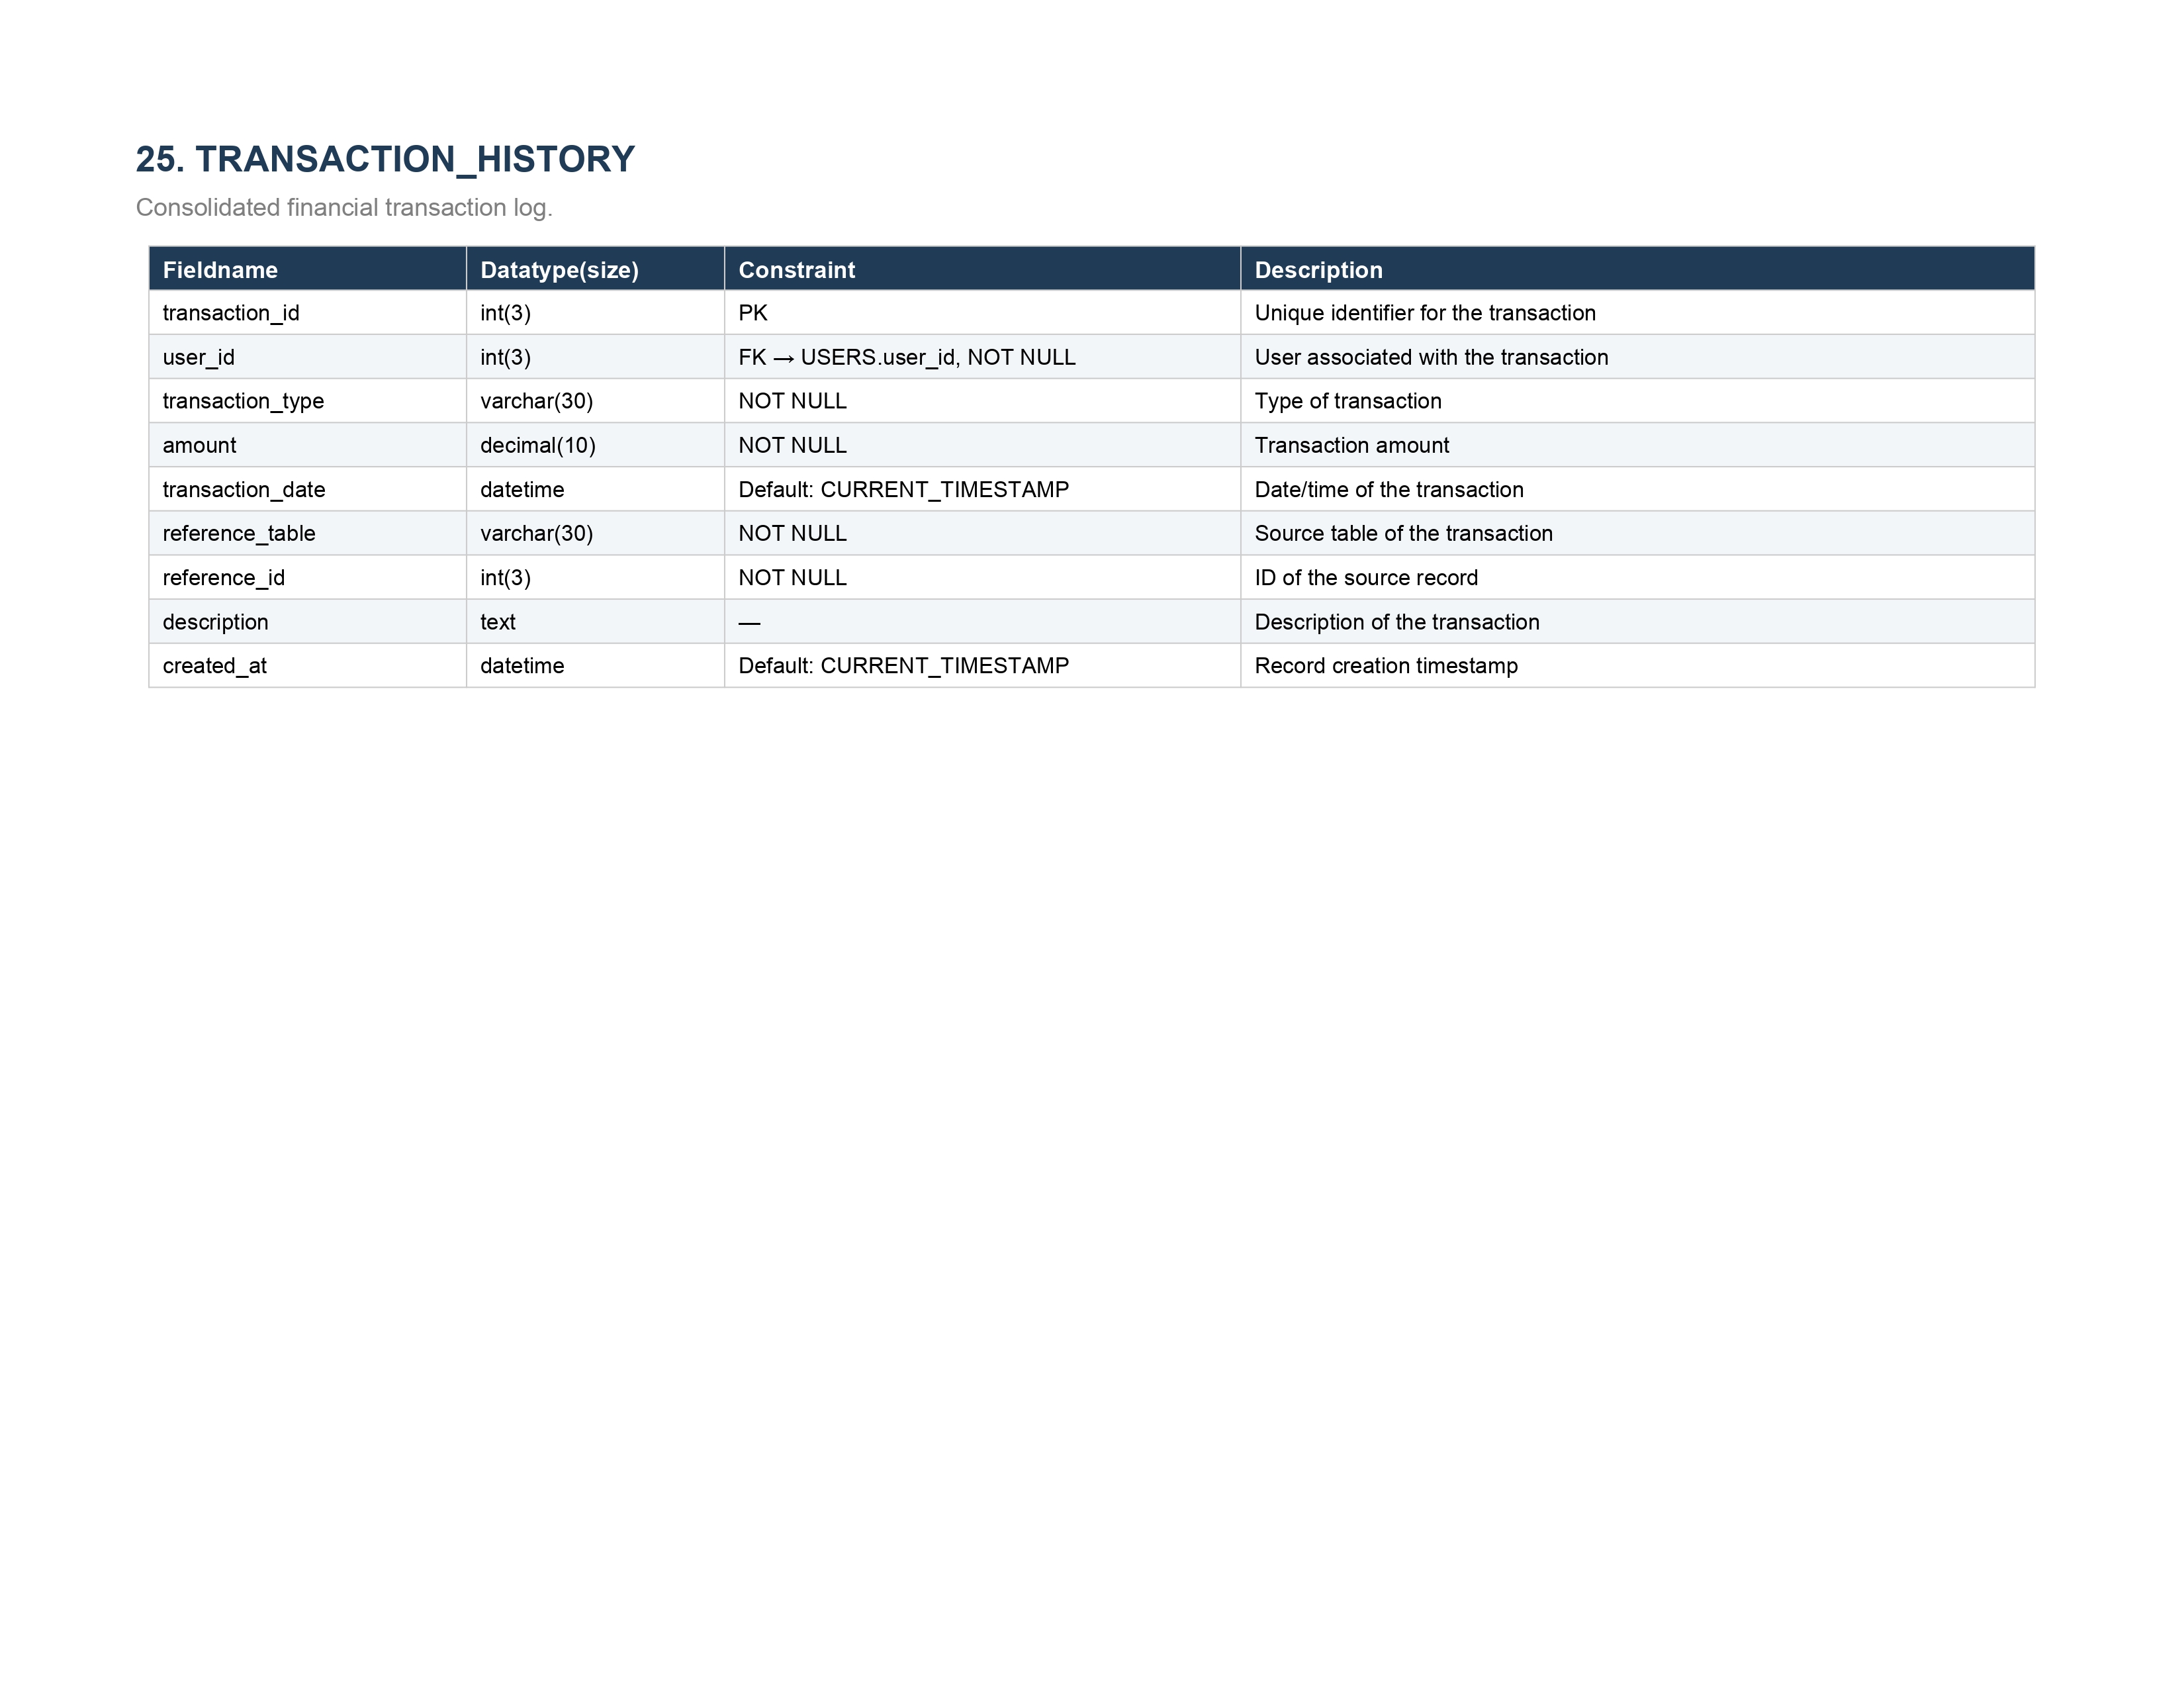 25. TRANSACTION_HISTORY
Consolidated financial transaction log.
Fieldname Datatype(size) Constraint Description
transaction_id int(3) PK Unique identifier for the transaction
user_id int(3) FK → USERS.user_id, NOT NULL User associated with the transaction
transaction_type varchar(30) NOT NULL Type of transaction
amount decimal(10) NOT NULL Transaction amount
transaction_date datetime Default: CURRENT_TIMESTAMP Date/time of the transaction
reference_table varchar(30) NOT NULL Source table of the transaction
reference_id int(3) NOT NULL ID of the source record
description text — Description of the transaction
created_at datetime Default: CURRENT_TIMESTAMP Record creation timestamp